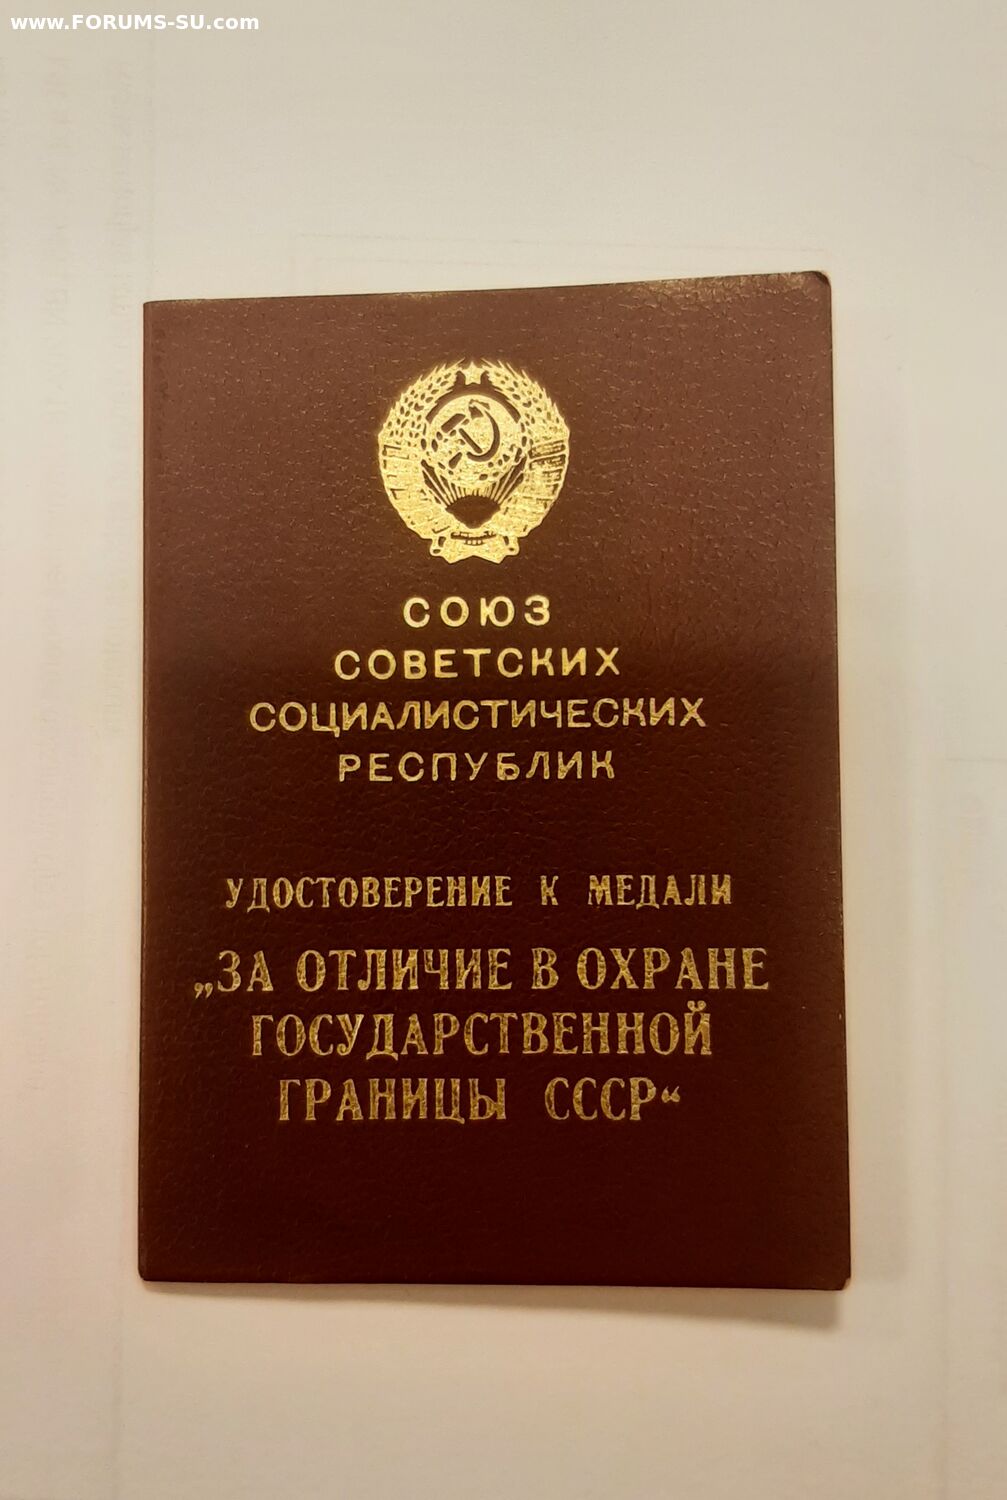 www.FORUMS-SU.com
СОЮЗ
СОВЕТСКИХ
СОЦИАЛИСТИЧЕСКИХ
РЕСПУБЛИК
УДОСТОВЕРЕНИЕ К МЕДАЛИ
„ЗА ОТЛИЧИЕ В ОХРАНЕ
ГОСУДАРСТВЕННОЙ
ГРАНИЦЫ СССР“